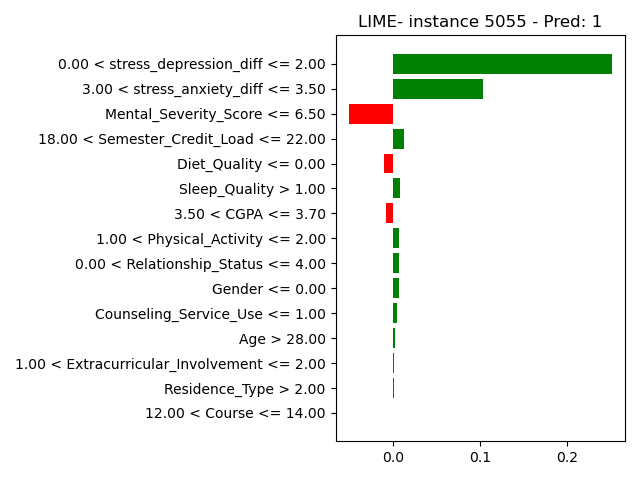 LIME- instance 5055 - Pred: 1
0.00 < stress_depression_diff <= 2.00
3.00 < stress_anxiety_diff <= 3.50
Mental_Severity_Score <= 6.50
18.00 < Semester_Credit_Load <= 22.00
Diet_Quality <= 0.00
Sleep_Quality > 1.00
3.50 < CGPA <= 3.70
1.00 < Physical_Activity <= 2.00
0.00 < Relationship_Status <= 4.00
Gender <= 0.00
Counseling_Service_Use <= 1.00
Age > 28.00
1.00 < Extracurricular_Involvement <= 2.00
Residence_Type > 2.00
12.00 < Course <= 14.00
0.0 0.1 0.2